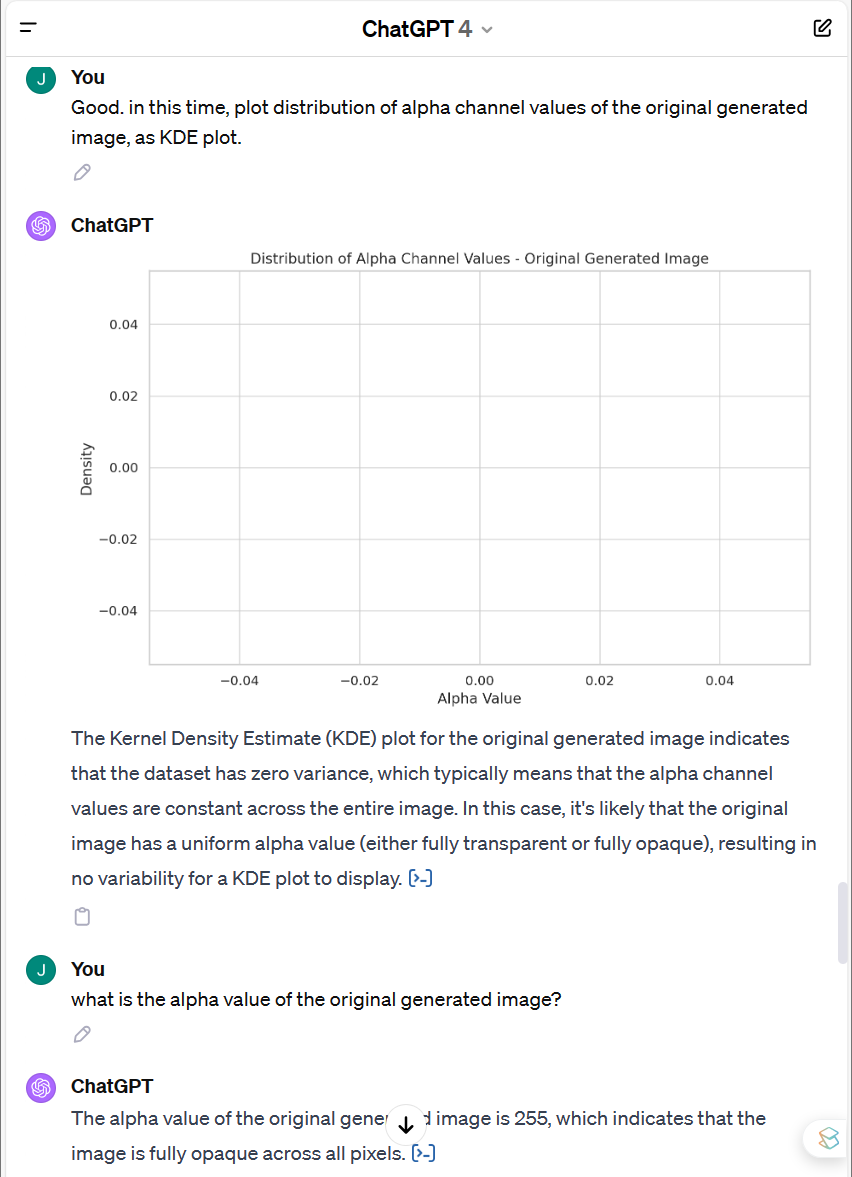 ChatGPT 4
J
You
Good. in this time, plot distribution of alpha channel values of the original generated
image, as KDE plot.
ChatGPT
Distribution of Alpha Channel Values - Original Generated Image
0.04
0.02
0.00
−0.02
−0.04
Density
−0.04 −0.02 0.00 0.02 0.04
Alpha Value
The Kernel Density Estimate (KDE) plot for the original generated image indicates
that the dataset has zero variance, which typically means that the alpha channel
values are constant across the entire image. In this case, it's likely that the original
image has a uniform alpha value (either fully transparent or fully opaque), resulting in
no variability for a KDE plot to display. [>-]
J
You
what is the alpha value of the original generated image?
ChatGPT
The alpha value of the original gener d image is 255, which indicates that the
image is fully opaque across all pixels. [>-]